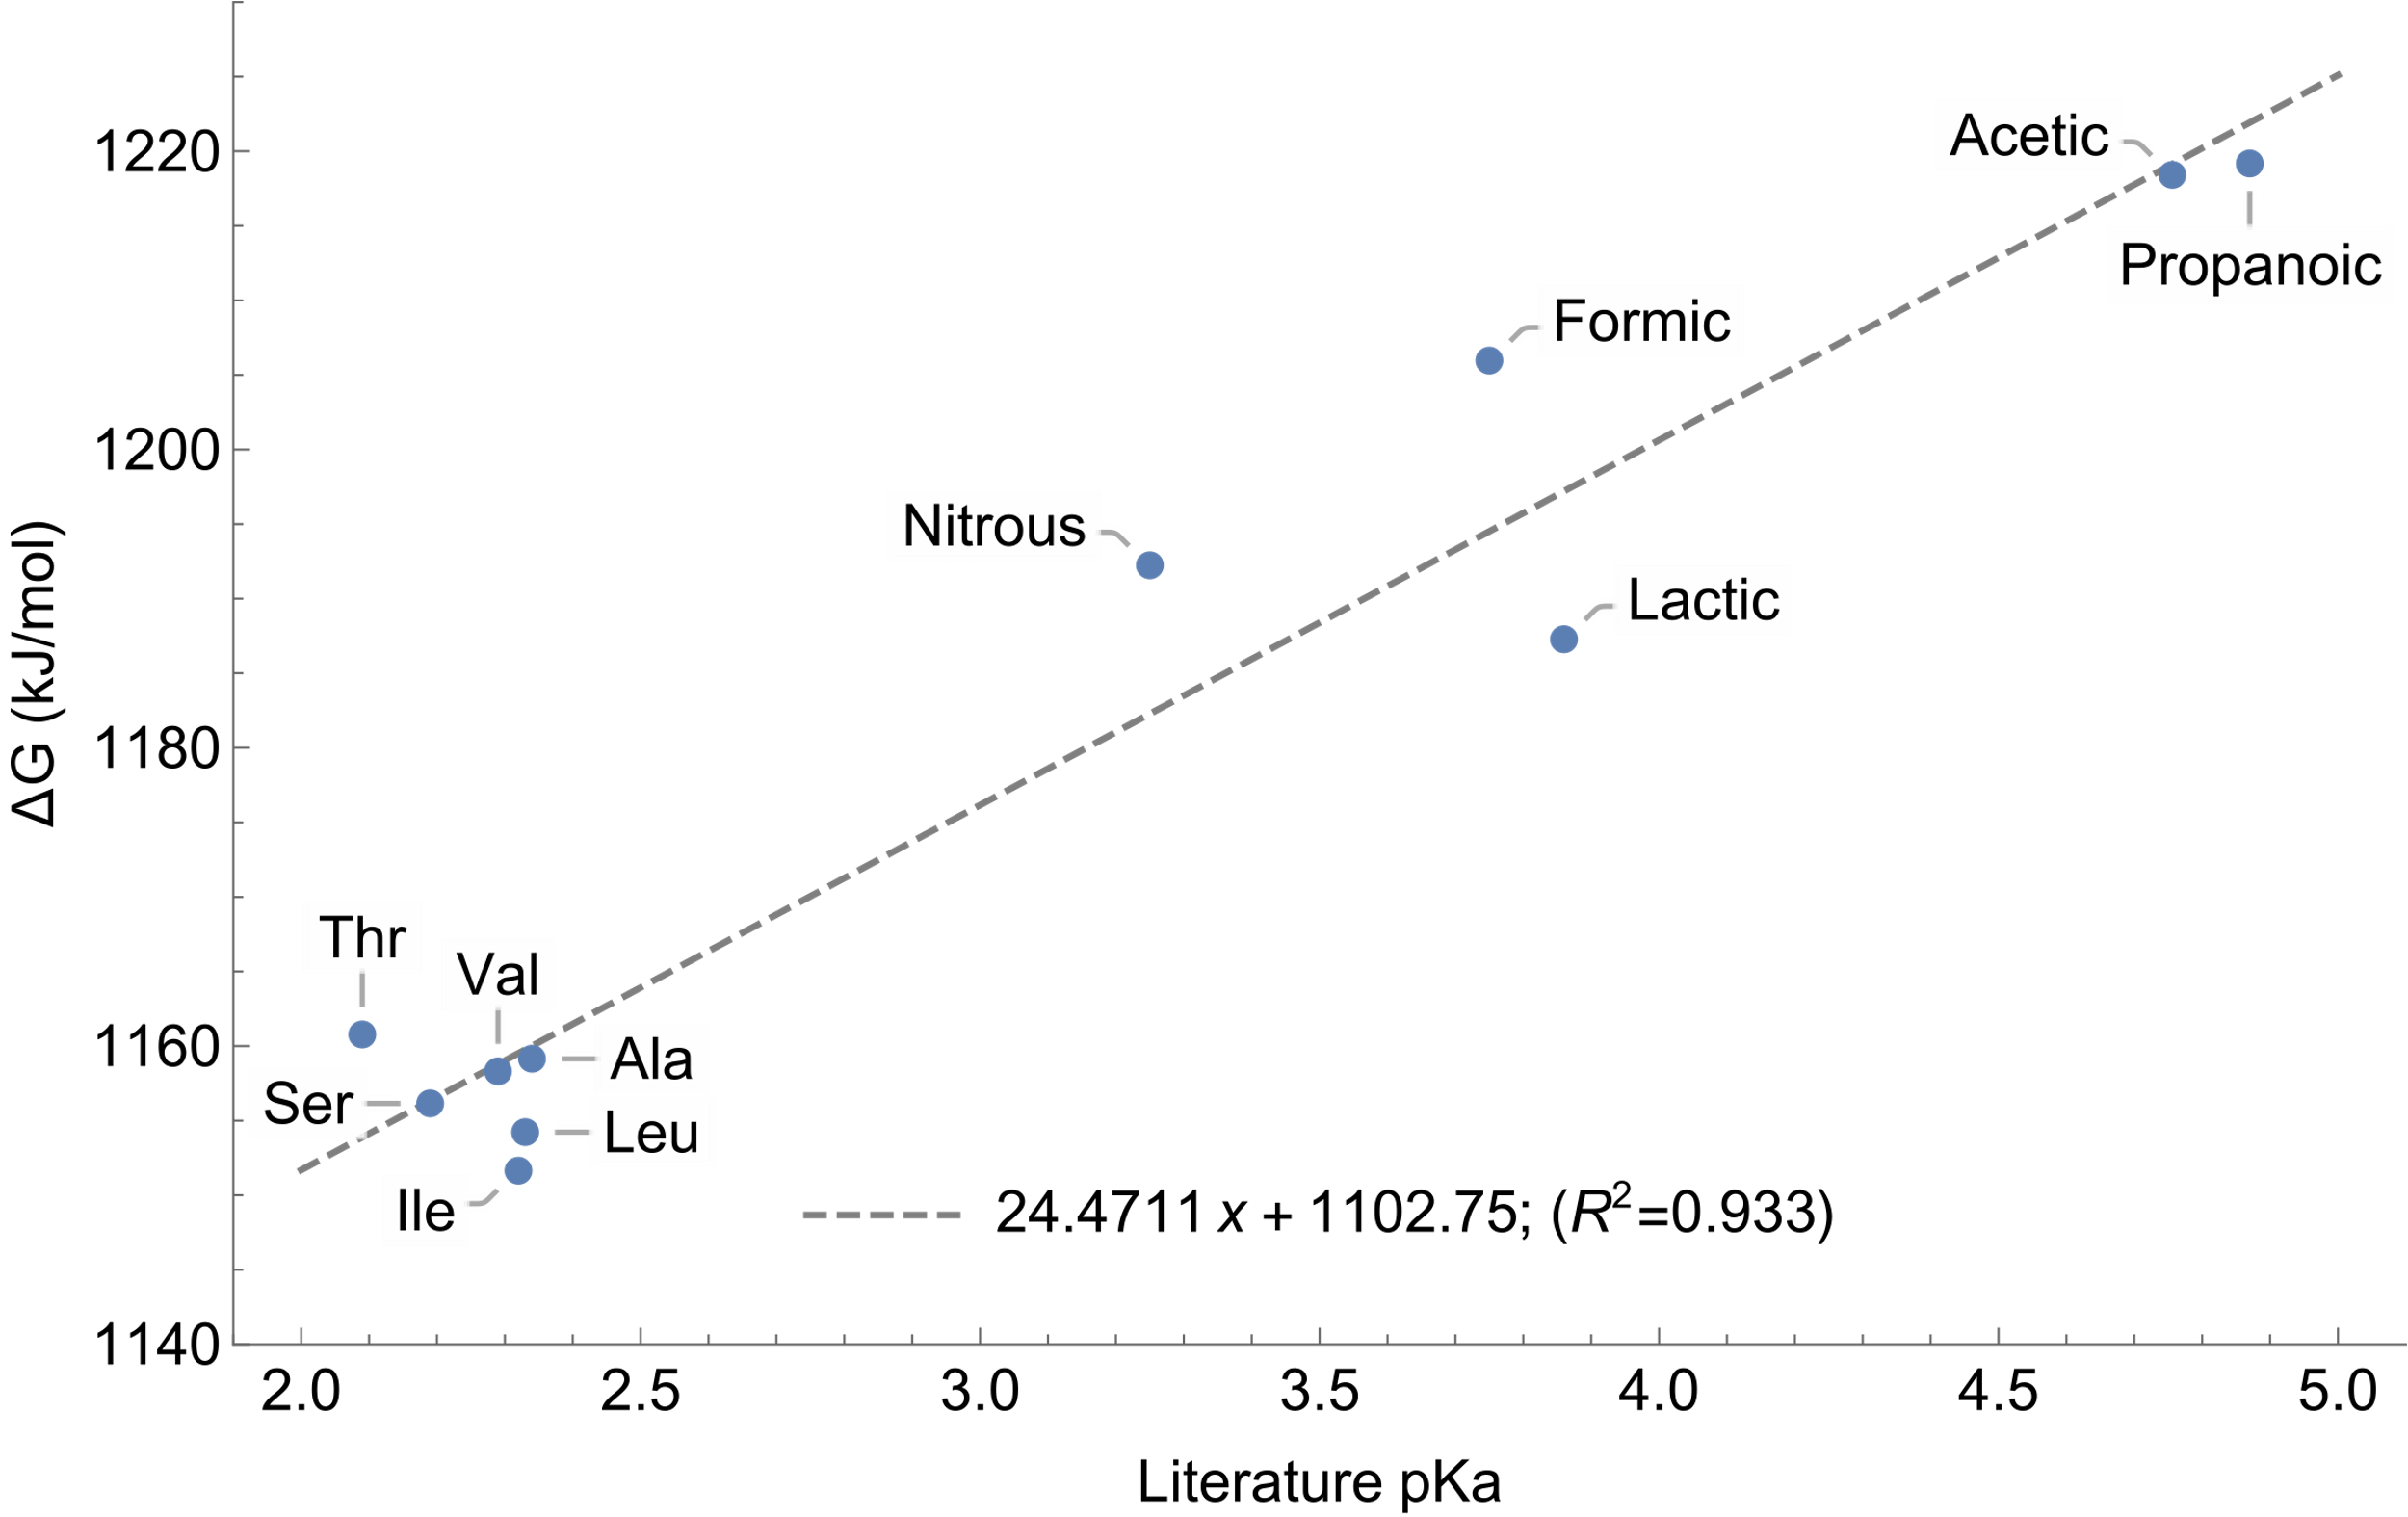 1220
1200
1180
1160
1140
ΔG (kJ/mol)
Acetic
Propanoic
Formic
Nitrous
Lactic
Thr
Val
Ala
Ser
Leu
Ile
24.4711 x + 1102.75; (R²=0.933)
2.0 2.5 3.0 3.5 4.0 4.5 5.0
Literature pKa